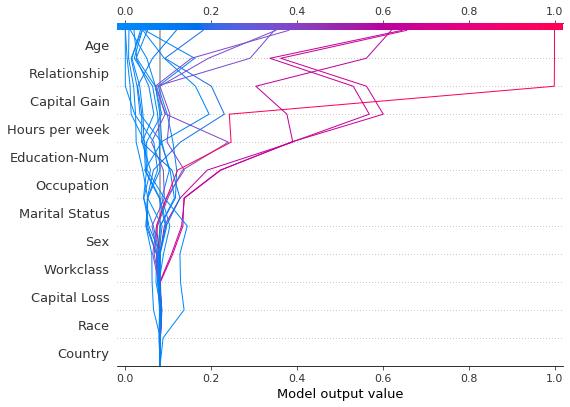 0.0 0.2 0.4 0.6 0.8 1.0
Age
Relationship
Capital Gain
Hours per week
Education-Num
Occupation
Marital Status
Sex
Workclass
Capital Loss
Race
Country
0.0 0.2 0.4 0.6 0.8 1.0
Model output value